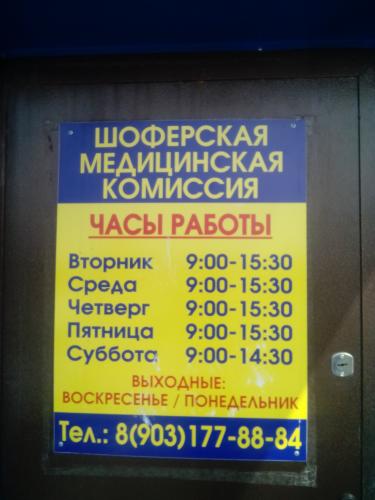 ШОФЕРСКАЯ
МЕДИЦИНСКАЯ
КОМИССИЯ
ЧАСЫ РАБОТЫ
Вторник 9:00-15:30
Среда 9:00-15:30
Четверг 9:00-15:30
Пятница 9:00-15:30
Суббота 9:00-14:30
ВЫХОДНЫЕ:
ВОСКРЕСЕНЬЕ / ПОНЕДЕЛЬНИК
Тел.: 8(903)177-88-84